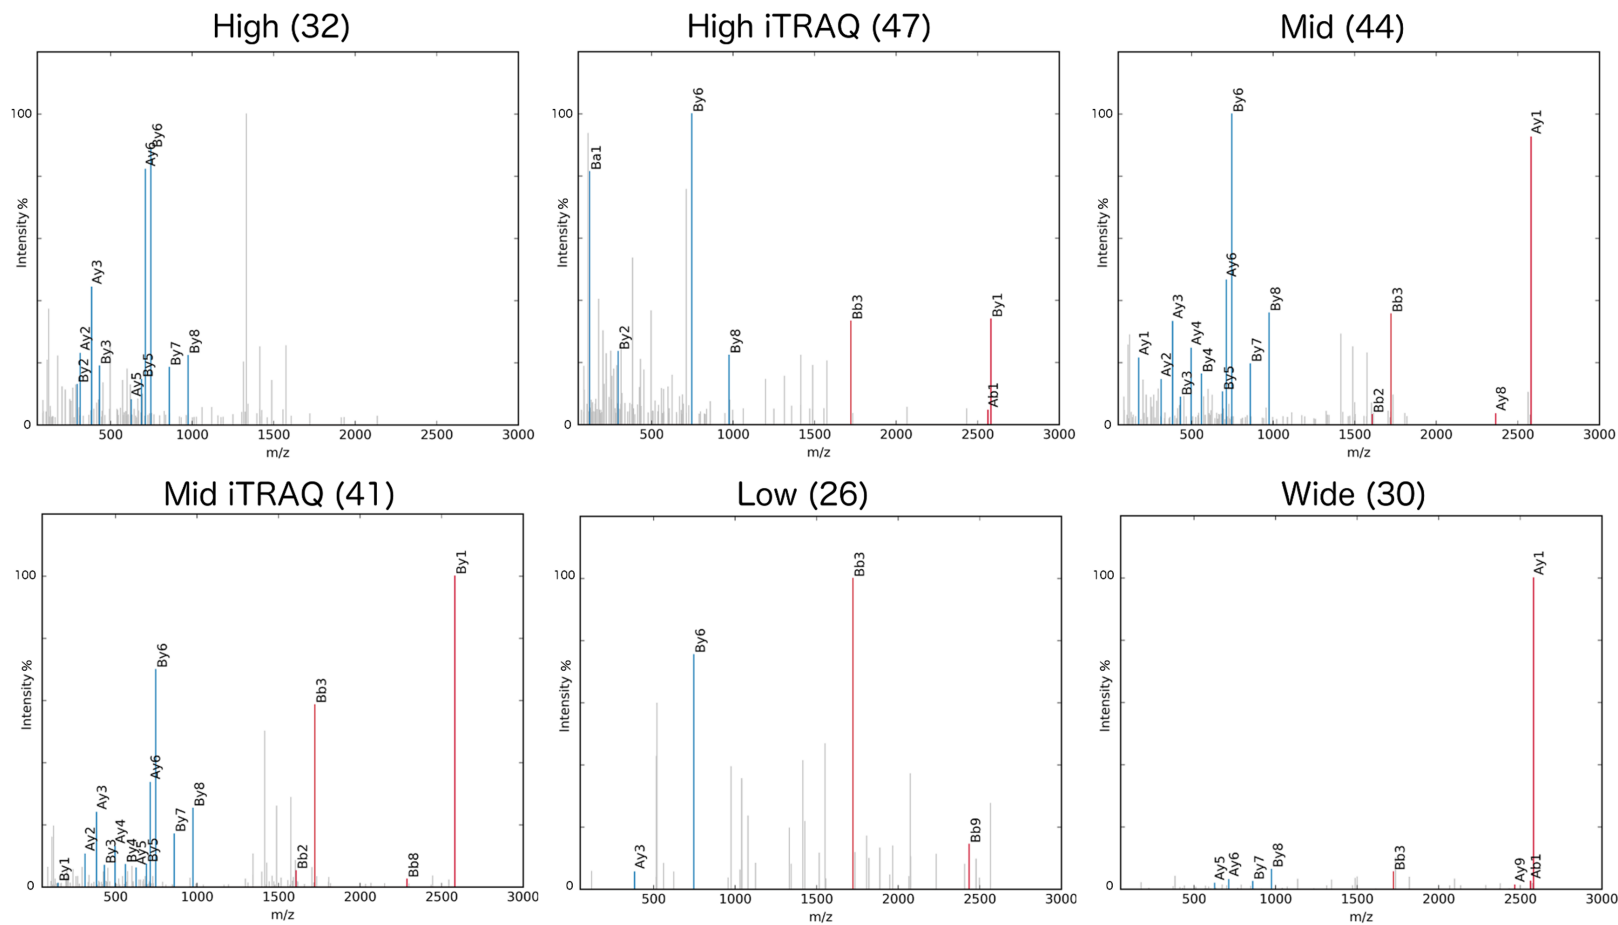 High (32)
100
0
Intensity %
By2
Ay2
Ay3
By3
Ay5
By5
Ay6
By6
By7
By8
500
1000
1500
2000
2500
3000
m/z
High iTRAQ (47)
100
0
Intensity %
Ba1
By2
By6
By8
Bb3
Ab1
By1
500
1000
1500
2000
2500
3000
m/z
Mid (44)
100
0
Intensity %
Ay1
Ay2
Ay3
By3
Ay4
By4
By5
Ay6
By6
By7
By8
Bb2
Bb3
Ay8
Ay1
500
1000
1500
2000
2500
3000
m/z
Mid iTRAQ (41)
100
0
Intensity %
By1
Ay2
Ay3
By3
Ay4
By4
Ay5
By5
Ay6
By6
By7
By8
Bb2
Bb3
Bb8
By1
500
1000
1500
2000
2500
3000
m/z
Low (26)
100
0
Intensity %
Ay3
By6
Bb3
Bb9
500
1000
1500
2000
2500
3000
m/z
Wide (30)
100
0
Intensity %
Ay5
Ay6
By7
By8
Bb3
Ay9
Ab1
Ay1
500
1000
1500
2000
2500
3000
m/z